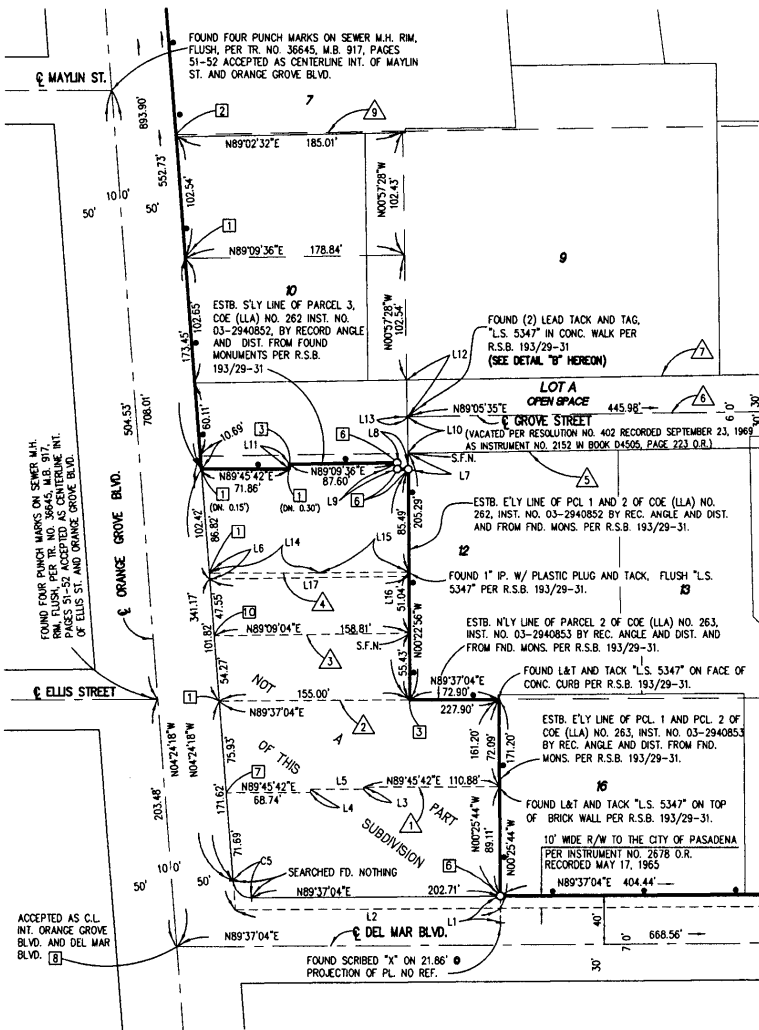 FOUND FOUR PUNCH MARKS ON SEWER M.H. RIM,
FLUSH, PER TR. NO. 36645, M.B. 917, PAGES
51-52 ACCEPTED AS CENTERLINE INT. OF MAYLIN
ST. AND ORANGE GROVE BLVD.
℄ MAYLIN ST.
893.90'
2
7
9
N89°02'32"E 185.01'
552.73'
102.54'
N00°57'28"W
102.43'
50'
100'
50'
1
N89°09'36"E 178.84'
9
10
ESTB. S'LY LINE OF PARCEL 3,
COE (LLA) NO. 262 INST. NO.
03-2940852, BY RECORD ANGLE
AND DIST. FROM FOUND
MONUMENTS PER R.S.B.
193/29-31
173.45'
102.65'
N00°57'28"W
102.54'
FOUND (2) LEAD TACK AND TAG,
"L.S. 5347" IN CONC. WALK PER
R.S.B. 193/29-31
(SEE DETAIL "B" HEREON)
L12
7
LOT A
OPEN SPACE
6
504.53'
708.01'
60.11'
10.69'
L11
3
6
L13
L8
N89°05'35"E 445.98'
60'
30'
30'
℄ GROVE STREET
L10
(VACATED PER RESOLUTION NO. 402 RECORDED SEPTEMBER 23, 1969
AS INSTRUMENT NO. 2152 IN BOOK D4505, PAGE 223 O.R.)
S.F.N.
L7
5
N89°45'42"E
71.86'
N89°09'36"E
87.60'
1
(DN. 0.15')
1
(DN. 0.30')
L9
6
FOUND FOUR PUNCH MARKS ON SEWER M.H.
RIM, FLUSH, PER TR. NO. 36645, M.B. 917,
PAGES 51-52 ACCEPTED AS CENTERLINE INT.
OF ELLIS ST. AND ORANGE GROVE BLVD.
℄ ORANGE GROVE BLVD.
102.42'
86.82'
85.49'
205.29'
ESTB. E'LY LINE OF PCL 1 AND 2 OF COE (LLA) NO.
262, INST. NO. 03-2940852 BY REC. ANGLE AND DIST.
AND FROM FND. MONS. PER R.S.B. 193/29-31.
1
L6
L14
L15
12
L17
4
L16
51.04'
FOUND 1" IP. W/ PLASTIC PLUG AND TACK, FLUSH "L.S.
5347" PER R.S.B. 193/29-31.
13
341.17'
47.55'
10
101.82'
N89°09'04"E 158.81'
3
S.F.N.
N00°22'56"W
ESTB. N'LY LINE OF PARCEL 2 OF COE (LLA) NO. 263,
INST. NO. 03-2940853 BY REC. ANGLE AND DIST. AND
FROM FND. MONS. PER R.S.B. 193/29-31.
54.27'
55.43'
NOT
N89°37'04"E
72.90'
227.90'
FOUND L&T AND TACK "L.S. 5347" ON FACE OF
CONC. CURB PER R.S.B. 193/29-31.
℄ ELLIS STREET
1
155.00'
N89°37'04"E
2
3
A
N04°24'18"W
N04°24'18"W
75.93'
OF THIS
161.20'
72.09'
171.20'
ESTB. E'LY LINE OF PCL. 1 AND PCL. 2 OF
COE (LLA) NO. 263, INST. NO. 03-2940853
BY REC. ANGLE AND DIST. FROM FND.
MONS. PER R.S.B. 193/29-31.
7
L5
N89°45'42"E 110.88'
N89°45'42"E
68.74'
L4
L3
1
PART
16
203.48'
171.62'
SUBDIVISION
N00°25'44"W
89.11'
N00°25'44"W
FOUND L&T AND TACK "L.S. 5347" ON TOP
OF BRICK WALL PER R.S.B. 193/29-31.
71.69'
10' WIDE R/W TO THE CITY OF PASADENA
PER INSTRUMENT NO. 2678 O.R.
RECORDED MAY 17, 1965
C5
SEARCHED FD. NOTHING
6
50'
100'
50'
N89°37'04"E 202.71'
N89°37'04"E 404.44'
L2
L1
40'
ACCEPTED AS C.L.
INT. ORANGE GROVE
BLVD. AND DEL MAR
BLVD. 8
N89°37'04"E
℄ DEL MAR BLVD.
70'
668.56'
30'
FOUND SCRIBED "X" ON 21.86' @
PROJECTION OF PL. NO REF.